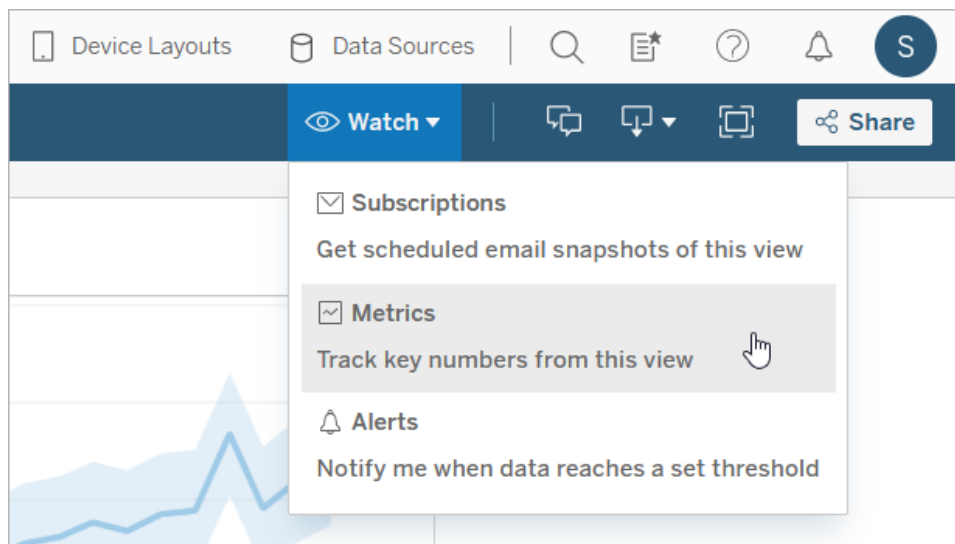 Device Layouts Data Sources S
Watch Share
Subscriptions
Get scheduled email snapshots of this view
Metrics
Track key numbers from this view
Alerts
Notify me when data reaches a set threshold